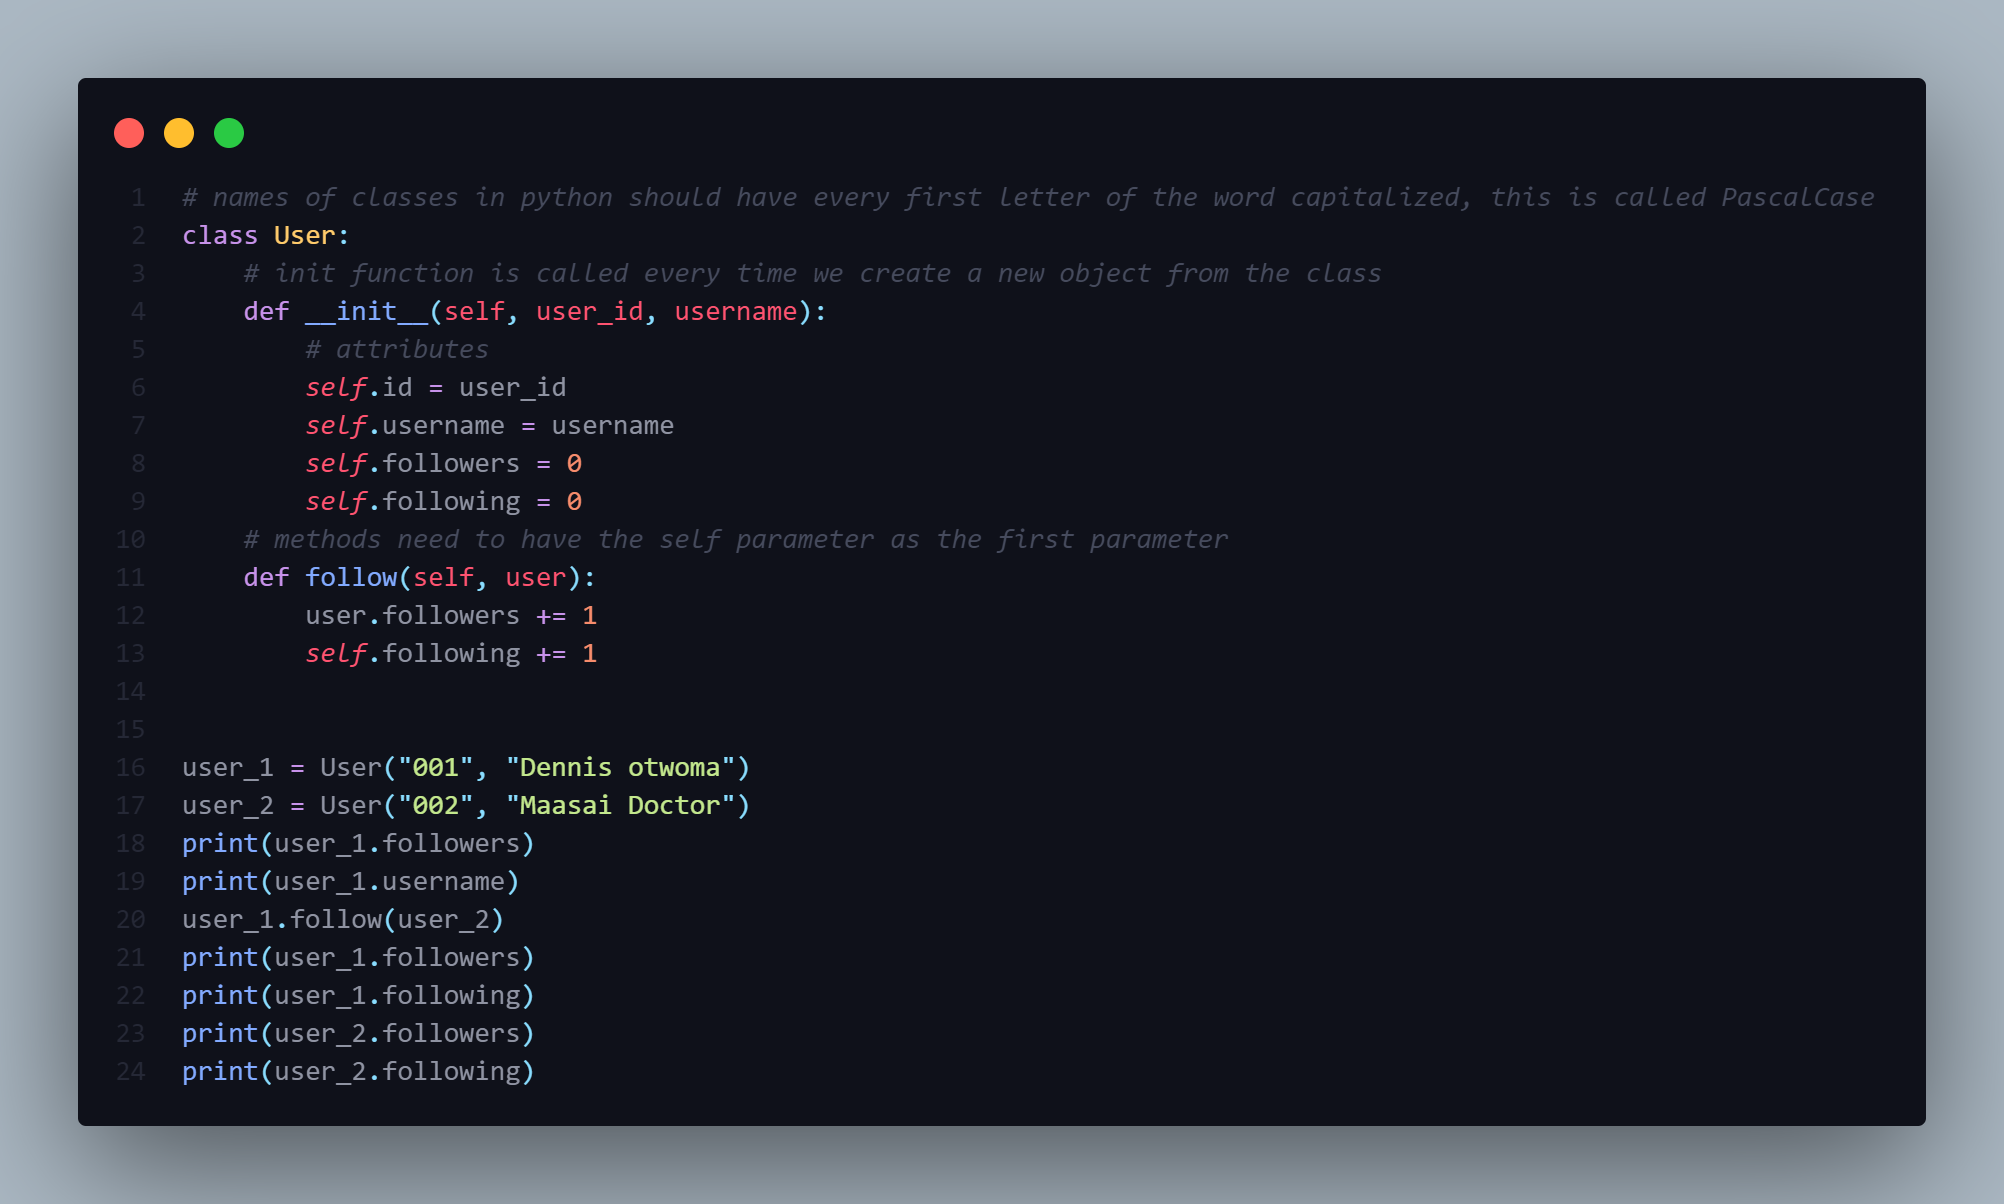 1 # names of classes in python should have every first letter of the word capitalized, this is called PascalCase
2 class User:
3     # init function is called every time we create a new object from the class
4     def __init__(self, user_id, username):
5         # attributes
6         self.id = user_id
7         self.username = username
8         self.followers = 0
9         self.following = 0
10     # methods need to have the self parameter as the first parameter
11     def follow(self, user):
12         user.followers += 1
13         self.following += 1
14
15
16 user_1 = User("001", "Dennis otwoma")
17 user_2 = User("002", "Maasai Doctor")
18 print(user_1.followers)
19 print(user_1.username)
20 user_1.follow(user_2)
21 print(user_1.followers)
22 print(user_1.following)
23 print(user_2.followers)
24 print(user_2.following)